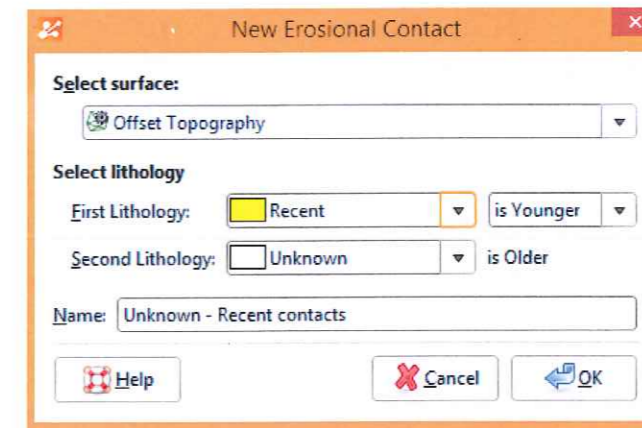 New Erosional Contact
Select surface:
Offset Topography
Select lithology
First Lithology: Recent is Younger
Second Lithology: Unknown is Older
Name: Unknown - Recent contacts
Help Cancel OK